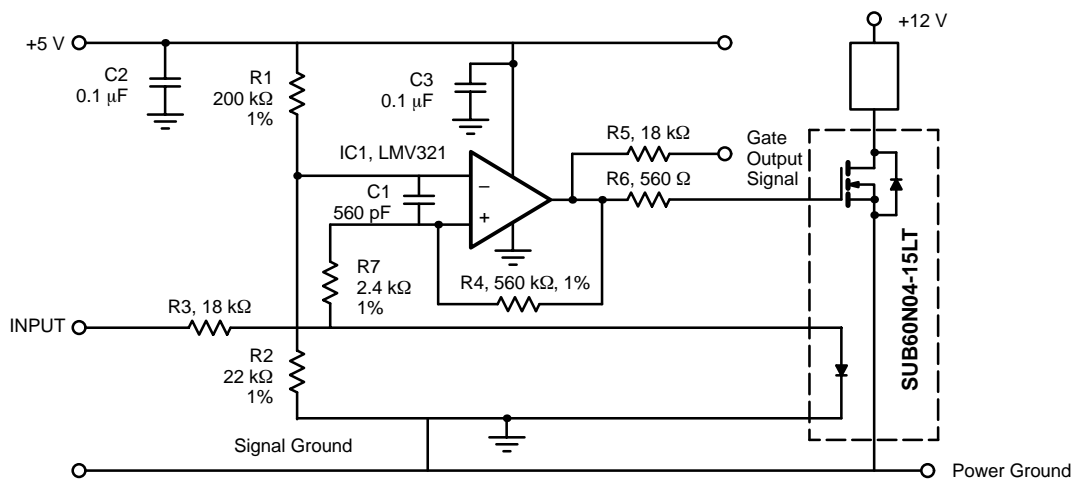 +12 V
+5 V
C2
0.1 μF
R1
200 kΩ
1%
C3
0.1 μF
R5, 18 kΩ
Gate
Output
Signal
IC1, LMV321
R6, 560 Ω
C1
560 pF
−
+
R7
2.4 kΩ
1%
R4, 560 kΩ, 1%
R3, 18 kΩ
INPUT
R2
22 kΩ
1%
SUB60N04-15LT
Signal Ground
Power Ground